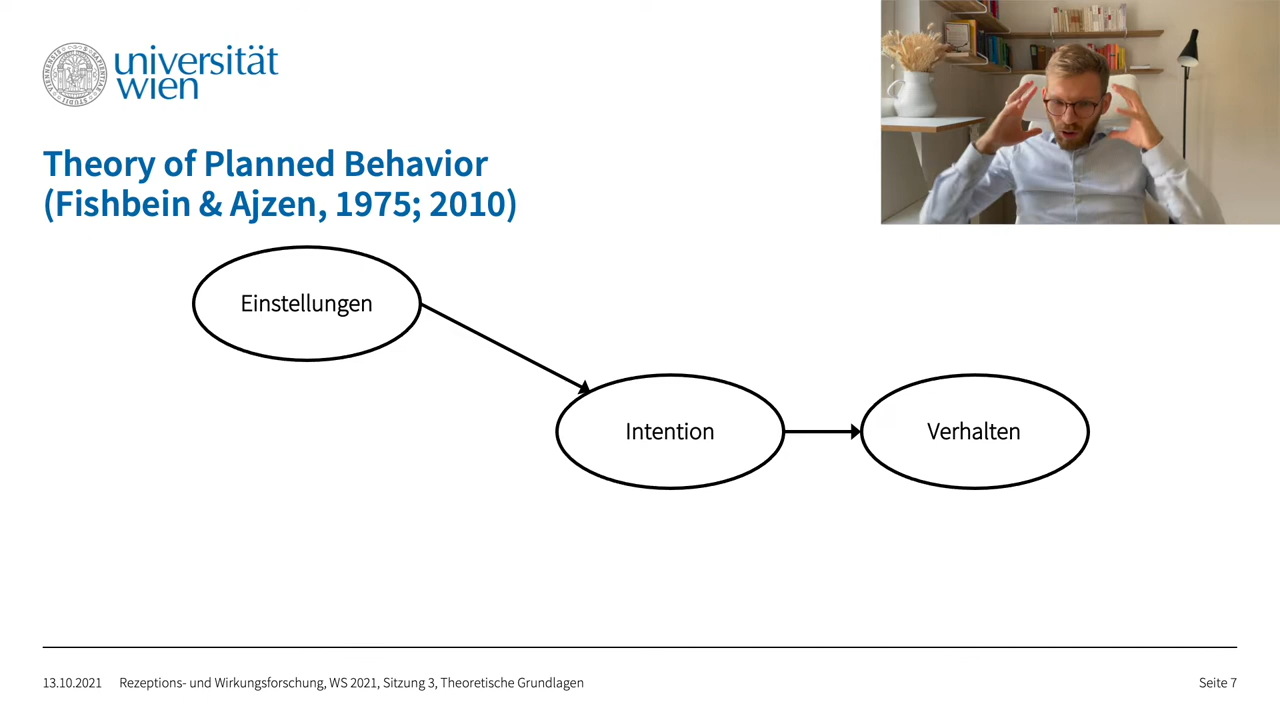 universität
wien
Theory of Planned Behavior
(Fishbein & Ajzen, 1975; 2010)
Einstellungen
Intention
Verhalten
13.10.2021 Rezeptions- und Wirkungsforschung, WS 2021, Sitzung 3, Theoretische Grundlagen Seite 7